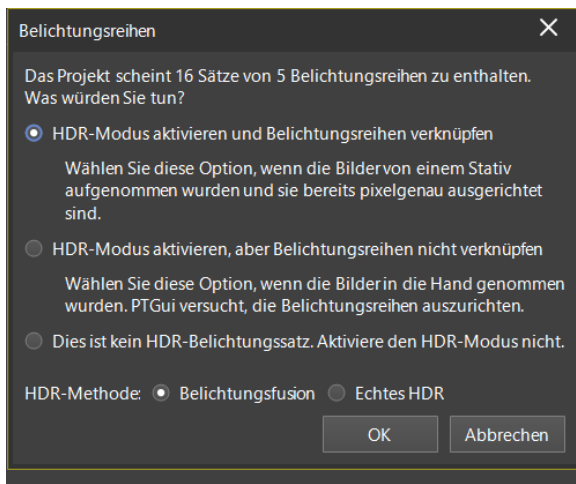 Belichtungsreihen
Das Projekt scheint 16 Sätze von 5 Belichtungsreihen zu enthalten.
Was würden Sie tun?
HDR-Modus aktivieren und Belichtungsreihen verknüpfen
Wählen Sie diese Option, wenn die Bilder von einem Stativ
aufgenommen wurden und sie bereits pixelgenau ausgerichtet
sind.
HDR-Modus aktivieren, aber Belichtungsreihen nicht verknüpfen
Wählen Sie diese Option, wenn die Bilder in die Hand genommen
wurden. PTGui versucht, die Belichtungsreihen auszurichten.
Dies ist kein HDR-Belichtungssatz. Aktiviere den HDR-Modus nicht.
HDR-Methode: Belichtungsfusion Echtes HDR
OK Abbrechen